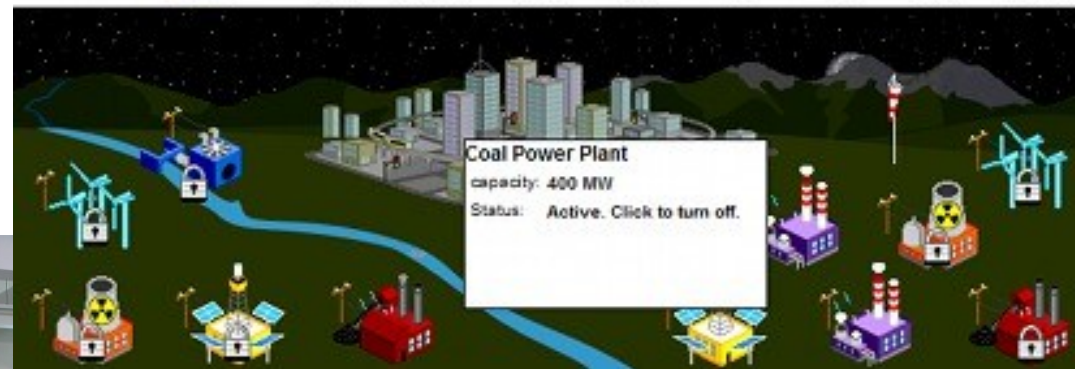 Coal Power Plant
capacity: 400 MW
Status: Active. Click to turn off.